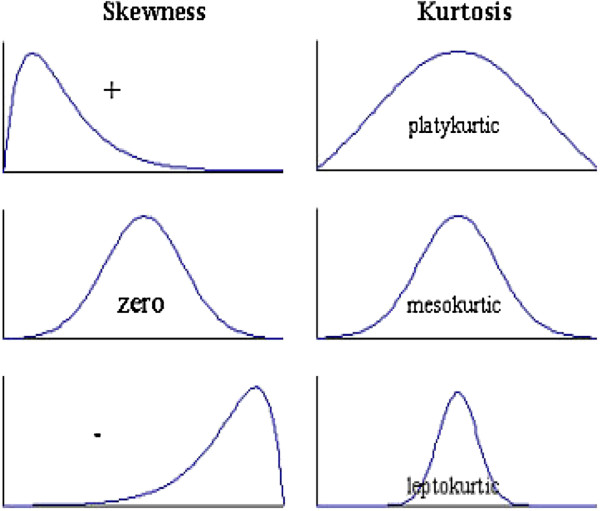 Skewness Kurtosis
+
platykurtic
zero
mesokurtic
-
leptokurtic